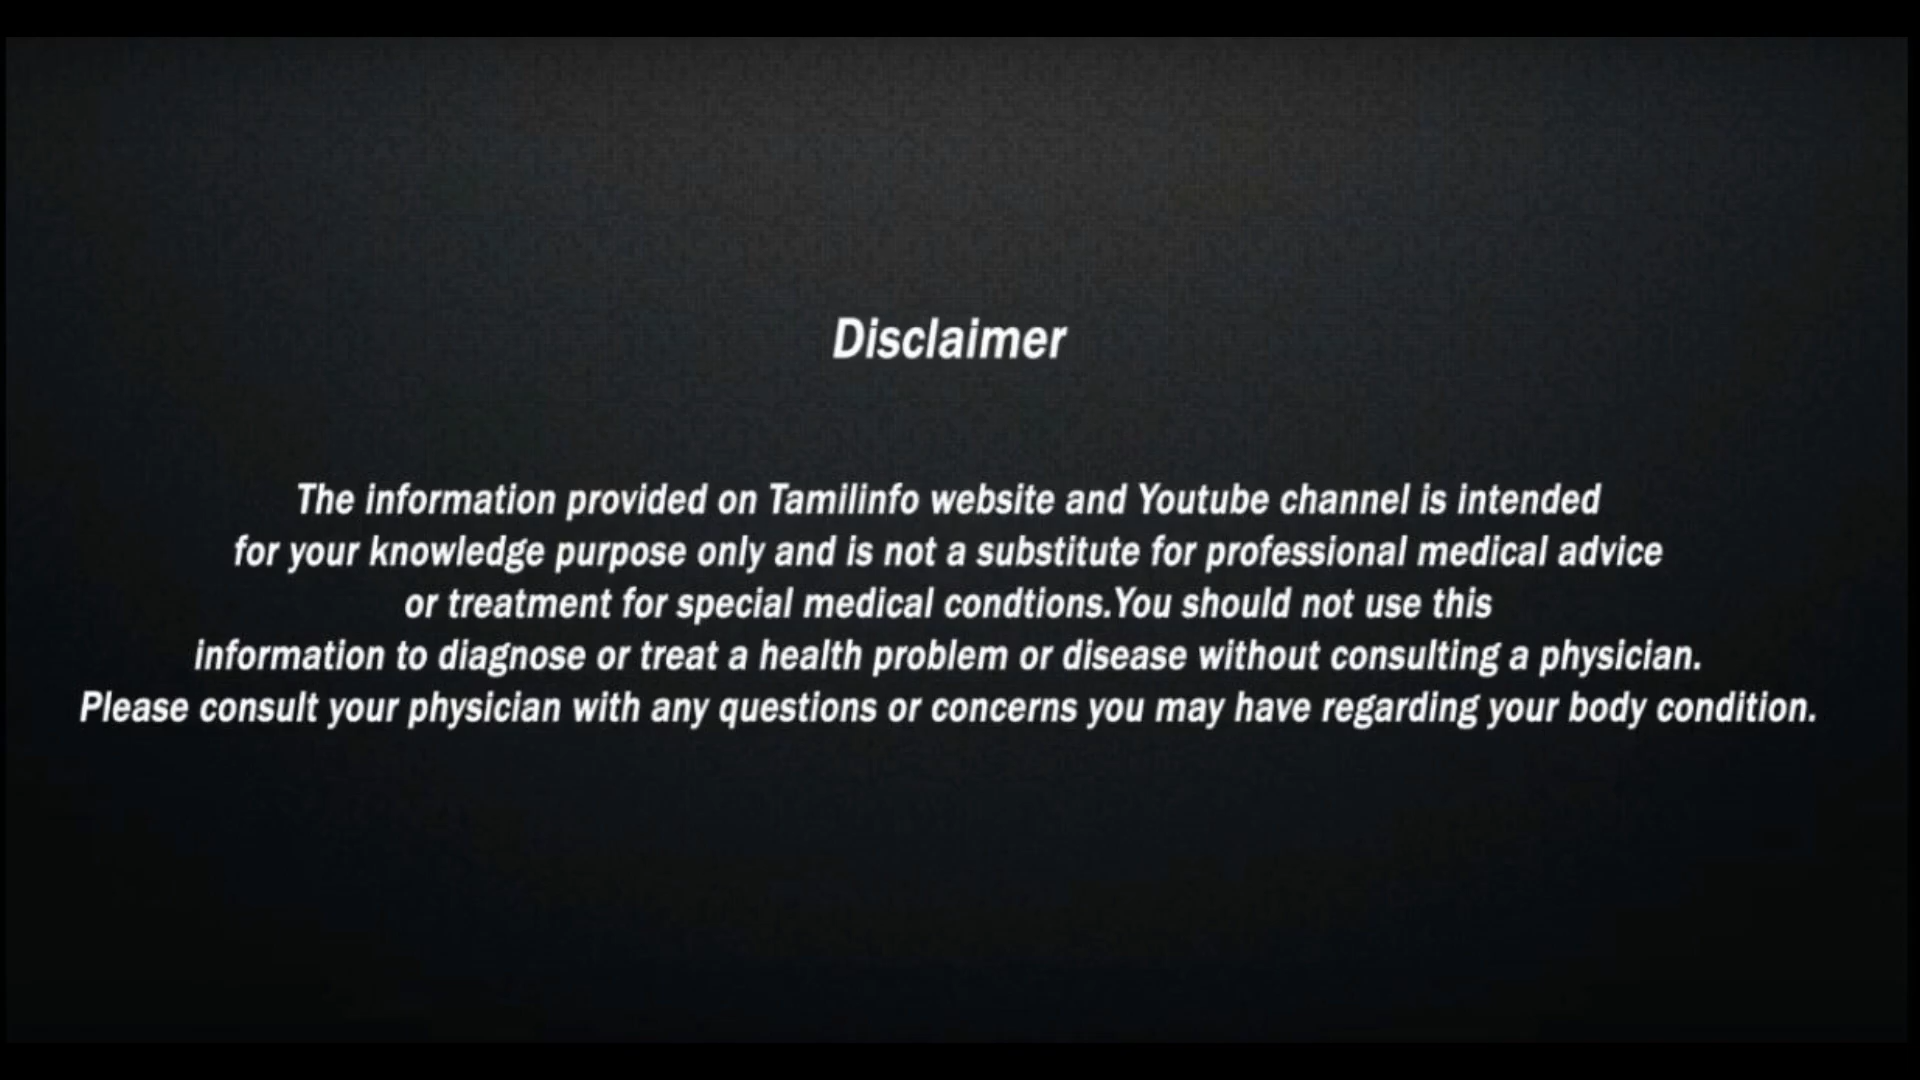 Disclaimer
The information provided on Tamilinfo website and Youtube channel is intended
for your knowledge purpose only and is not a substitute for professional medical advice
or treatment for special medical condtions.You should not use this
information to diagnose or treat a health problem or disease without consulting a physician.
Please consult your physician with any questions or concerns you may have regarding your body condition.